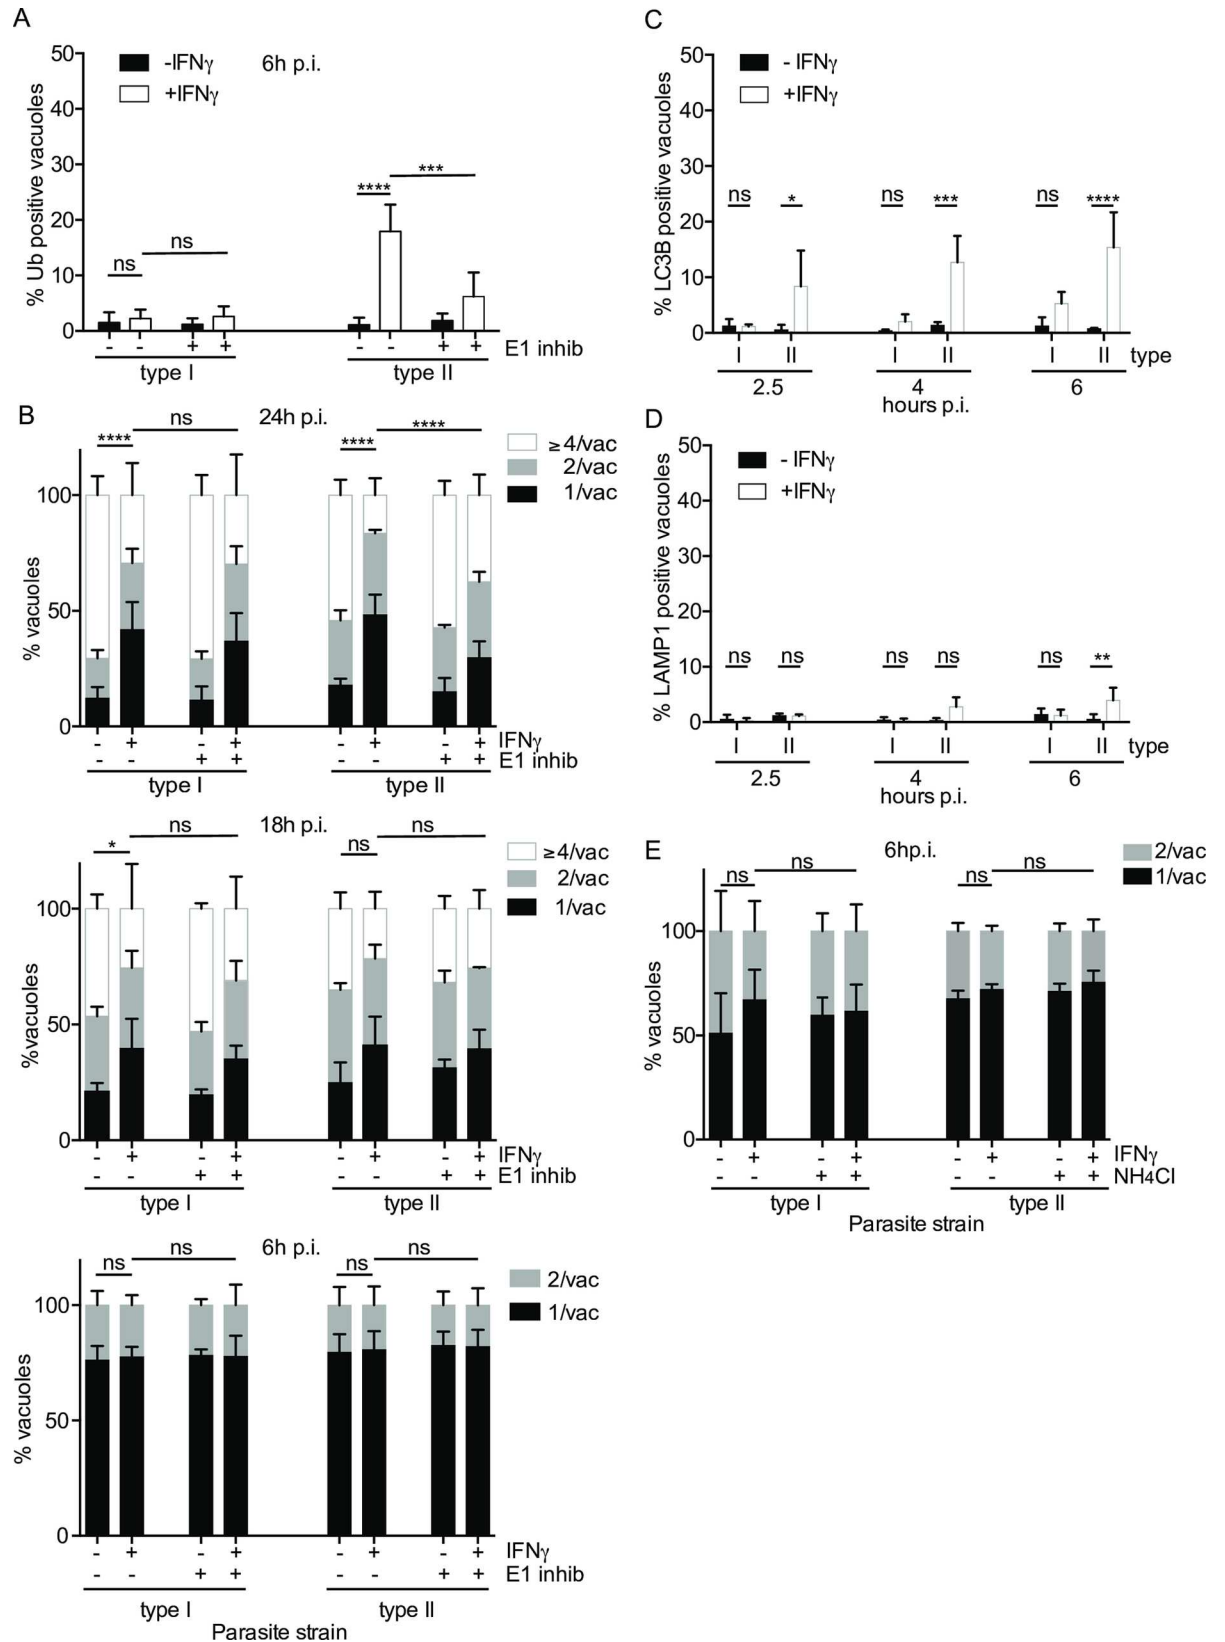 A
50
40
30
20
10
0
% Ub positive vacuoles
-IFNγ
+IFNγ
6h p.i.
ns
ns
****
***
- - + + - - + + E1 inhib
type I
type II
B
24h p.i.
≥4/vac
2/vac
1/vac
100
50
0
% vacuoles
****
ns
****
****
- + - + - + - + IFNγ
- - + + - - + + E1 inhib
type I
type II
18h p.i.
≥4/vac
2/vac
1/vac
100
50
0
%vacuoles
*
ns
ns
ns
- + - + - + - + IFNγ
- - + + - - + + E1 inhib
type I
type II
6h p.i.
2/vac
1/vac
100
50
0
% vacuoles
ns
ns
ns
ns
- + - + - + - + IFNγ
- - + + - - + + E1 inhib
type I
type II
Parasite strain
C
50
40
30
20
10
0
% LC3B positive vacuoles
- IFNγ
+IFNγ
ns * ns *** ns ****
I II I II I II type
2.5 4 6
hours p.i.
D
50
40
30
20
10
0
% LAMP1 positive vacuoles
- IFNγ
+IFNγ
ns ns ns ns ns **
I II I II I II type
2.5 4 6
hours p.i.
E
6hp.i.
2/vac
1/vac
100
50
0
% vacuoles
ns
ns
ns
ns
- + - + - + - + IFNγ
- - + + - - + + NH4Cl
type I
type II
Parasite strain